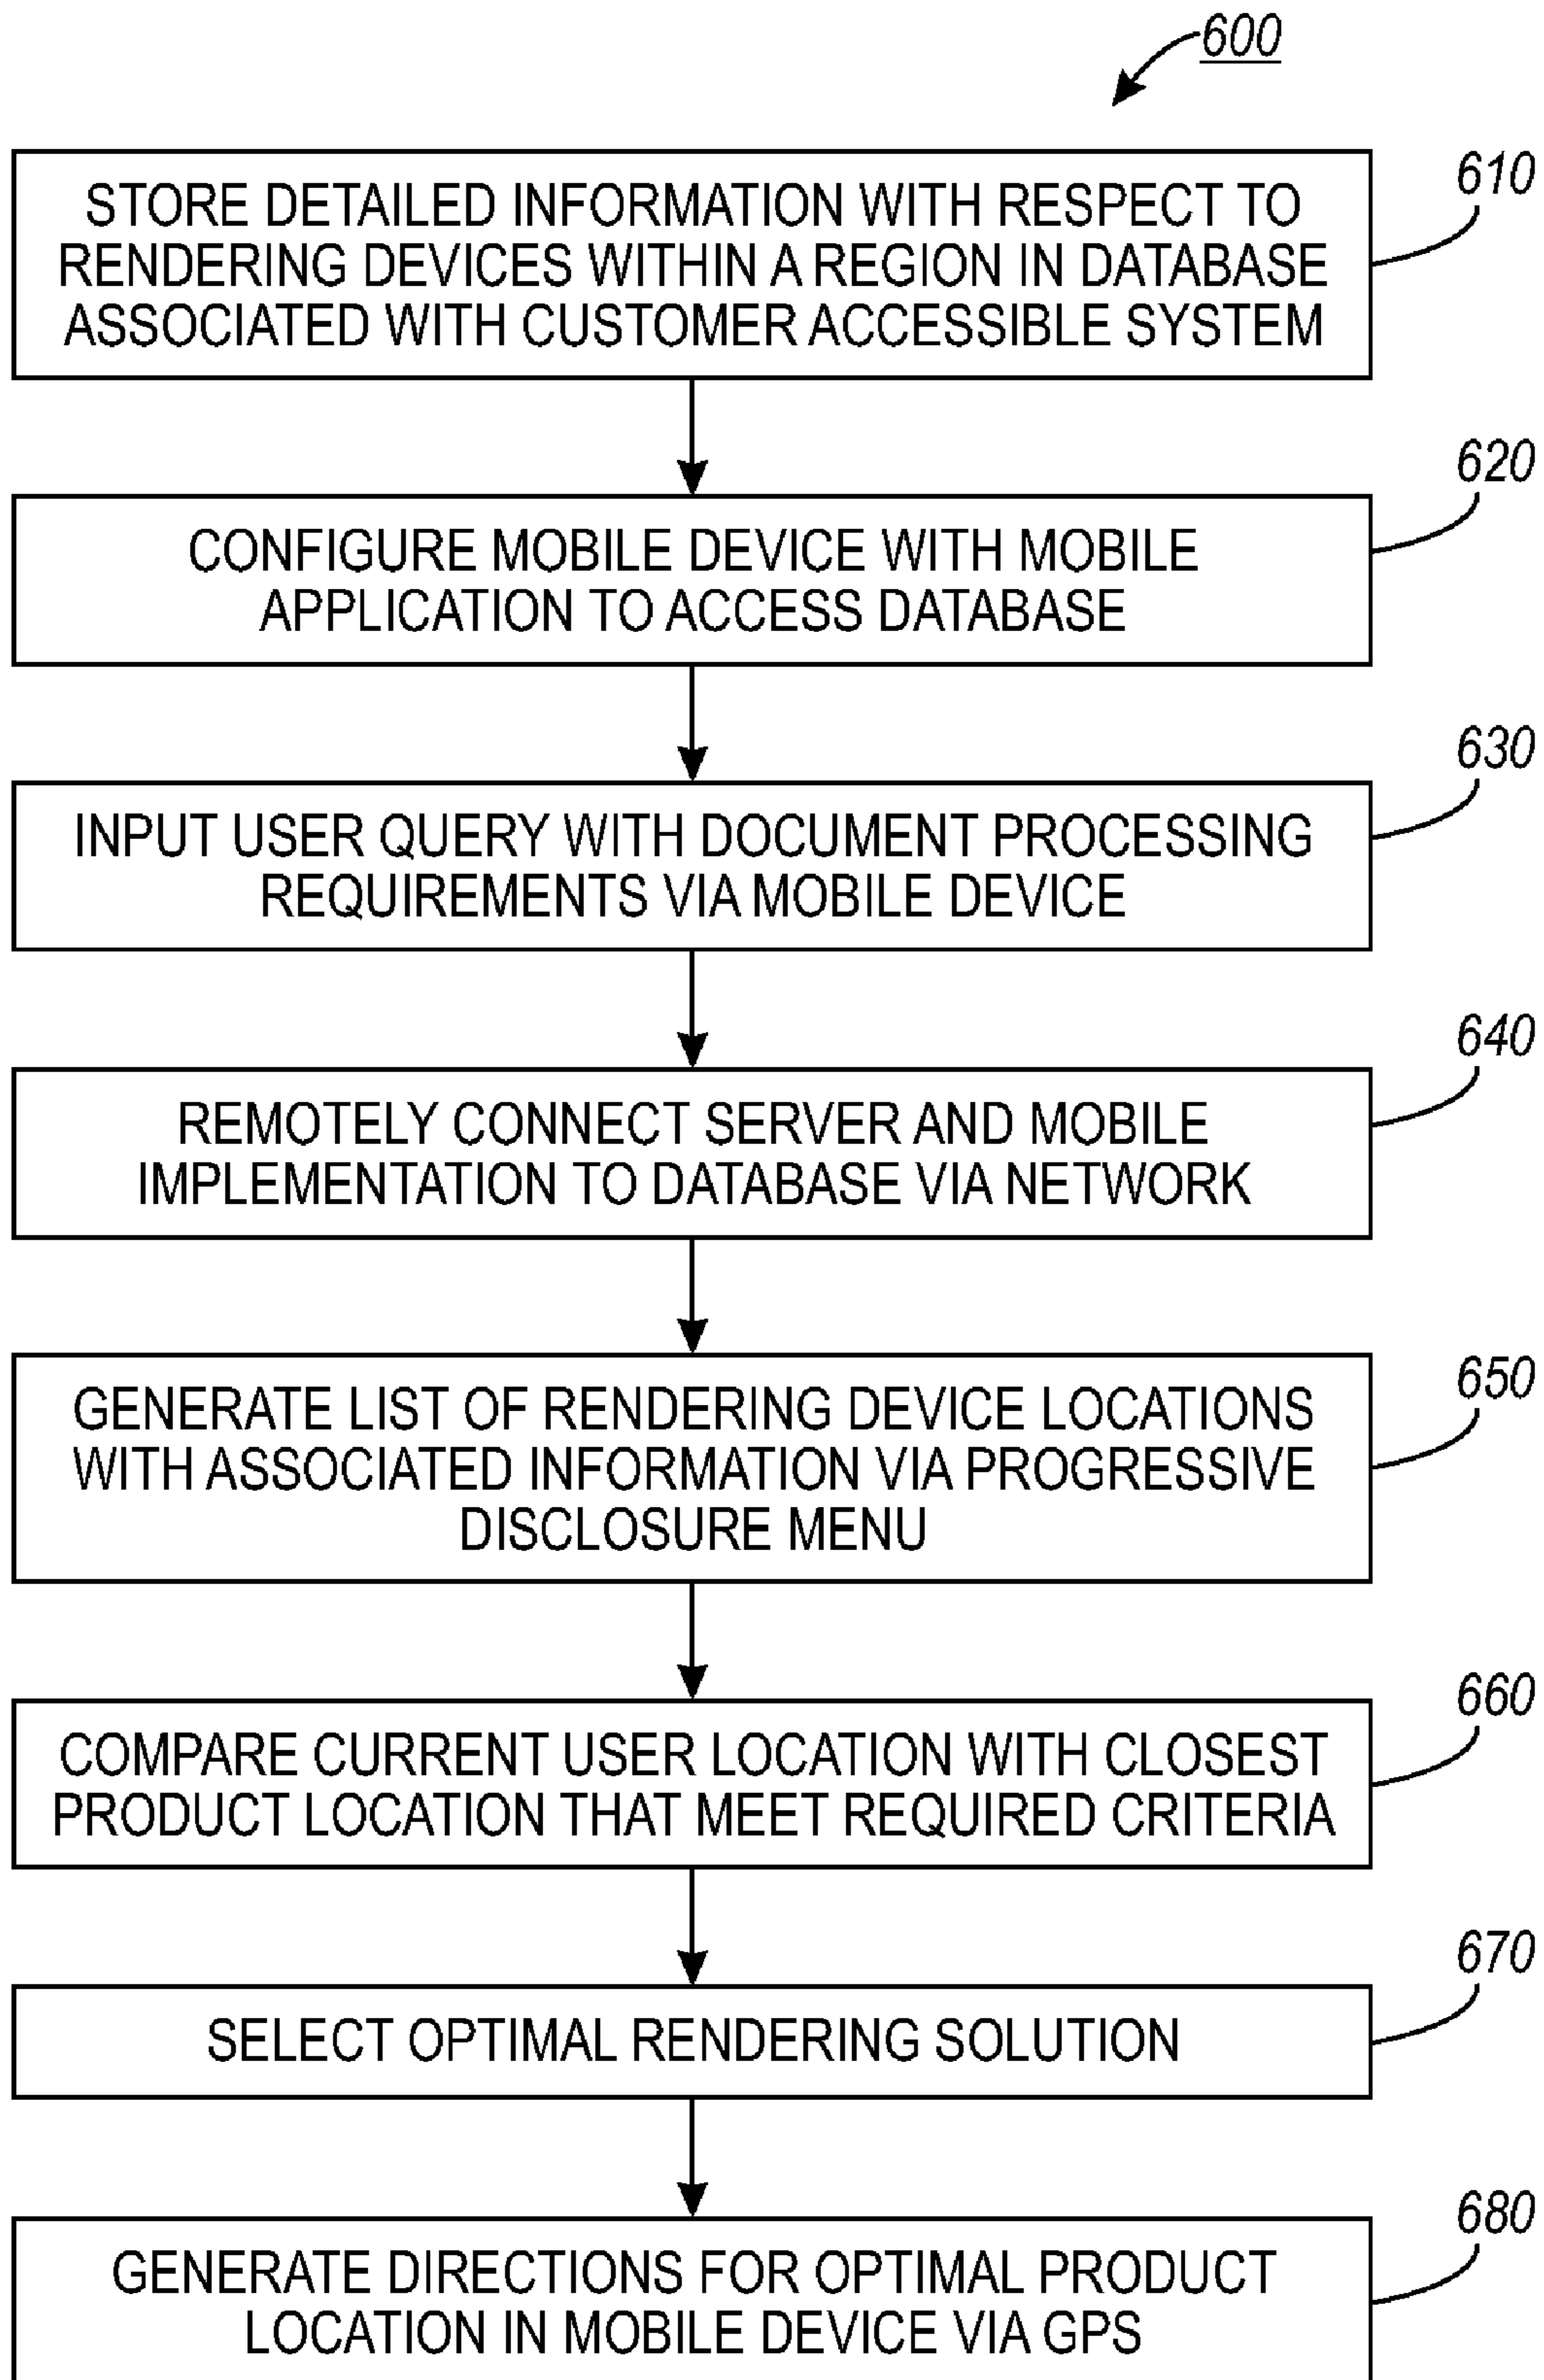 600
610
STORE DETAILED INFORMATION WITH RESPECT TO
RENDERING DEVICES WITHIN A REGION IN DATABASE
ASSOCIATED WITH CUSTOMER ACCESSIBLE SYSTEM
620
CONFIGURE MOBILE DEVICE WITH MOBILE
APPLICATION TO ACCESS DATABASE
630
INPUT USER QUERY WITH DOCUMENT PROCESSING
REQUIREMENTS VIA MOBILE DEVICE
640
REMOTELY CONNECT SERVER AND MOBILE
IMPLEMENTATION TO DATABASE VIA NETWORK
650
GENERATE LIST OF RENDERING DEVICE LOCATIONS
WITH ASSOCIATED INFORMATION VIA PROGRESSIVE
DISCLOSURE MENU
660
COMPARE CURRENT USER LOCATION WITH CLOSEST
PRODUCT LOCATION THAT MEET REQUIRED CRITERIA
670
SELECT OPTIMAL RENDERING SOLUTION
680
GENERATE DIRECTIONS FOR OPTIMAL PRODUCT
LOCATION IN MOBILE DEVICE VIA GPS